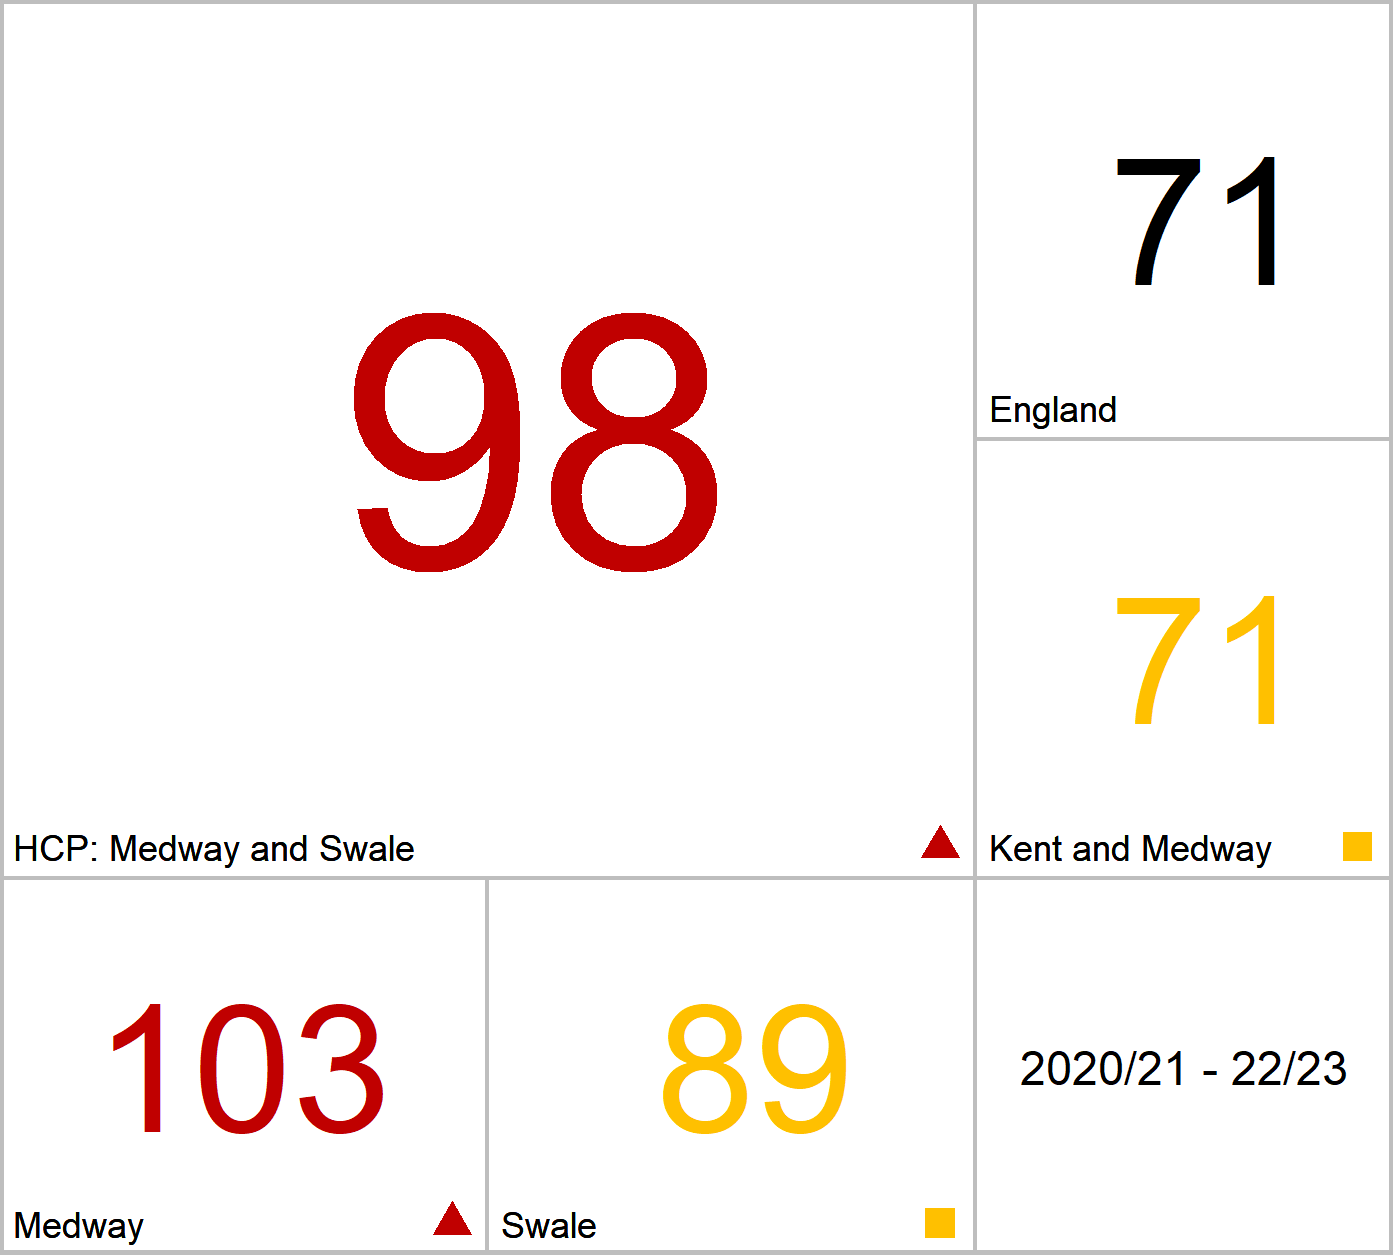 98
HCP: Medway and Swale
71
England
71
Kent and Medway
103
Medway
89
Swale
2020/21 - 22/23